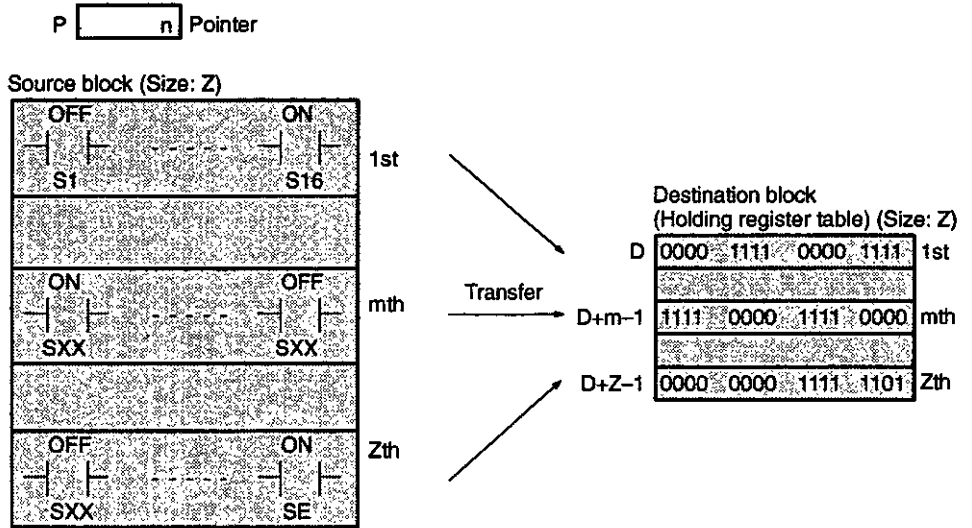 P n Pointer
Source block (Size: Z)
OFF ON
S1 S16
1st
ON OFF
SXX SXX
mth
OFF ON
SXX SE
Zth
Transfer
Destination block
(Holding register table) (Size: Z)
D 0000 1111 0000 1111 1st
D+m–1 1111 0000 1111 0000 mth
D+Z–1 0000 0000 1111 1101 Zth